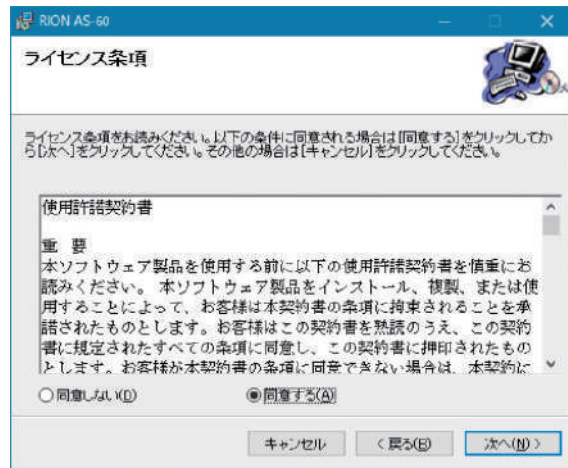 RION AS-60
ライセンス条項
ライセンス条項をお読みください。以下の条件に同意される場合は[同意する]をクリックしてか
ら[次へ]をクリックしてください。その他の場合は[キャンセル]をクリックしてください。
使用許諾契約書
重 要
本ソフトウェア製品を使用する前に以下の使用許諾契約書を慎重にお
読みください。 本ソフトウェア製品をインストール、複製、または使
用することによって、お客様は本契約書の条項に拘束されることを承
諾されたものとします。お客様はこの契約書を熟読のうえ、この契約
書に規定されたすべての条項に同意し、この契約書に押印されたもの
とします。お客様が本契約書の条項に同意できない場合は、本契約に
同意しない(D)
同意する(A)
キャンセル
< 戻る(B)
次へ(N) >